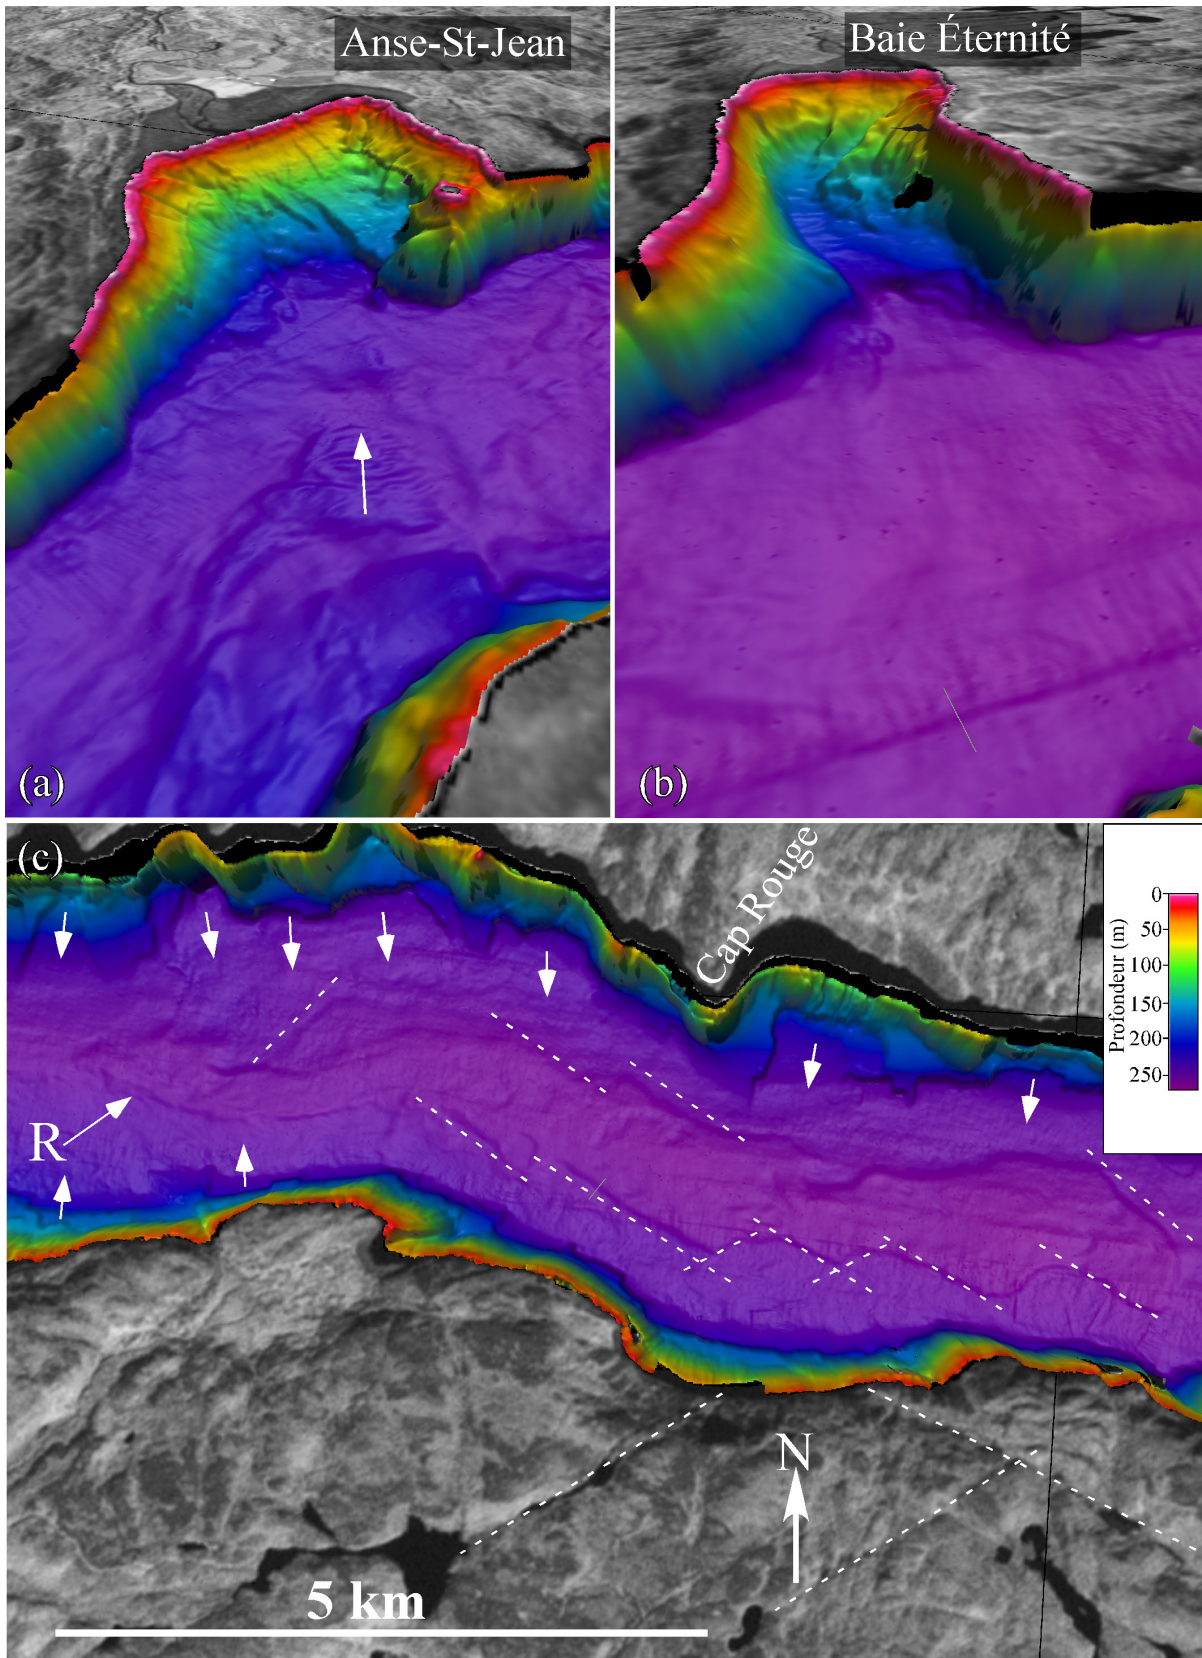 Anse-St-Jean
Baie Éternité
(a)
(b)
(c)
Cap Rouge
Profondeur (m)
0
50
100
150
200
250
R
N
5 km